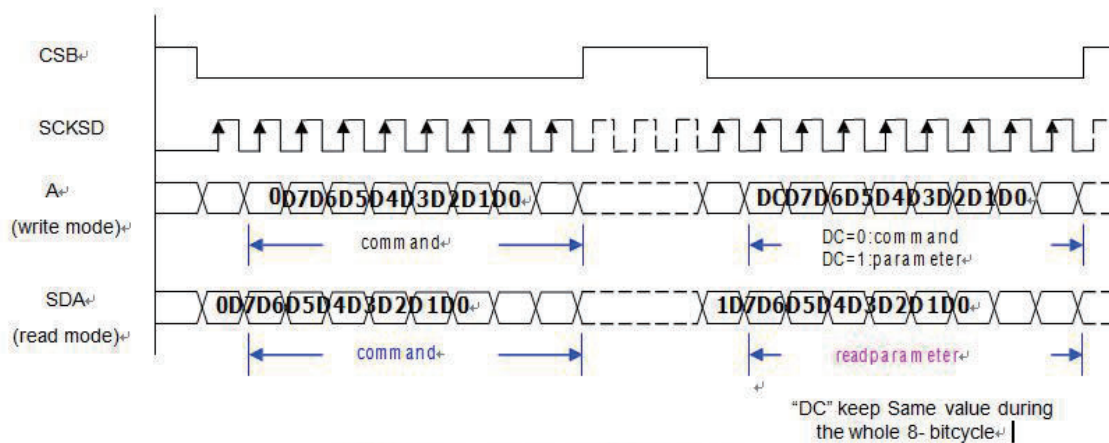 CSB
SCKSD
A
(write mode)
0D7D6D5D4D3D2D1D0
DCD7D6D5D4D3D2D1D0
command
DC=0:command
DC=1:parameter
SDA
(read mode)
0D7D6D5D4D3D2D1D0
1D7D6D5D4D3D2D1D0
command
readparameter
"DC" keep Same value during
the whole 8- bitcycle